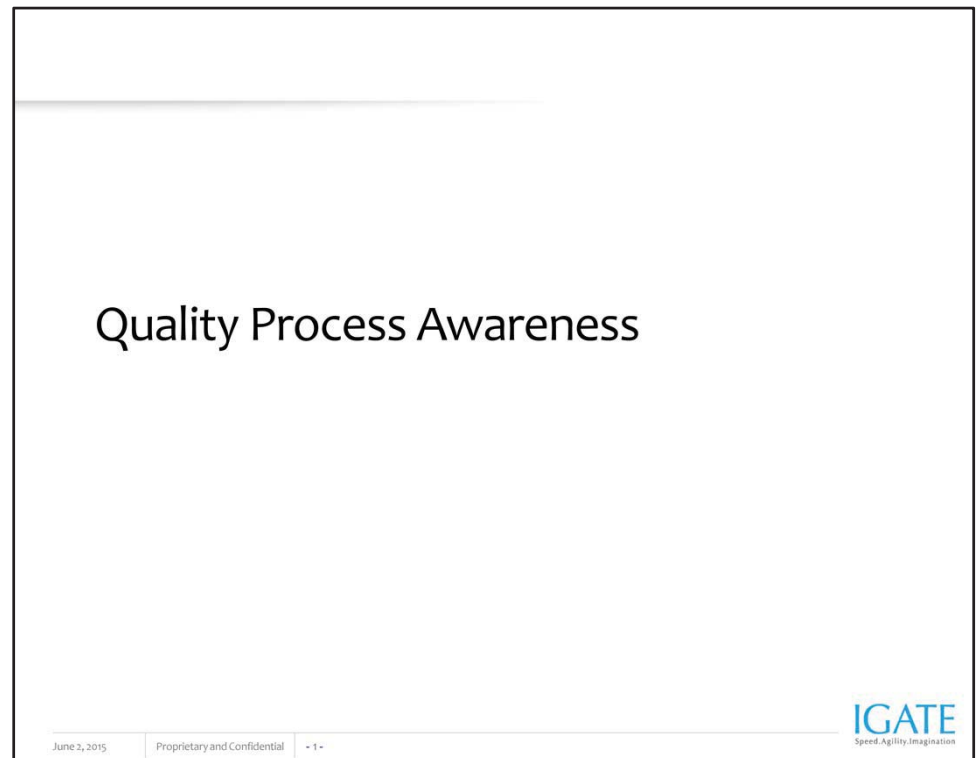 Quality Process Awareness
June 2, 2015 Proprietary and Confidential - 1 -
IGATE
Speed.Agility.Imagination